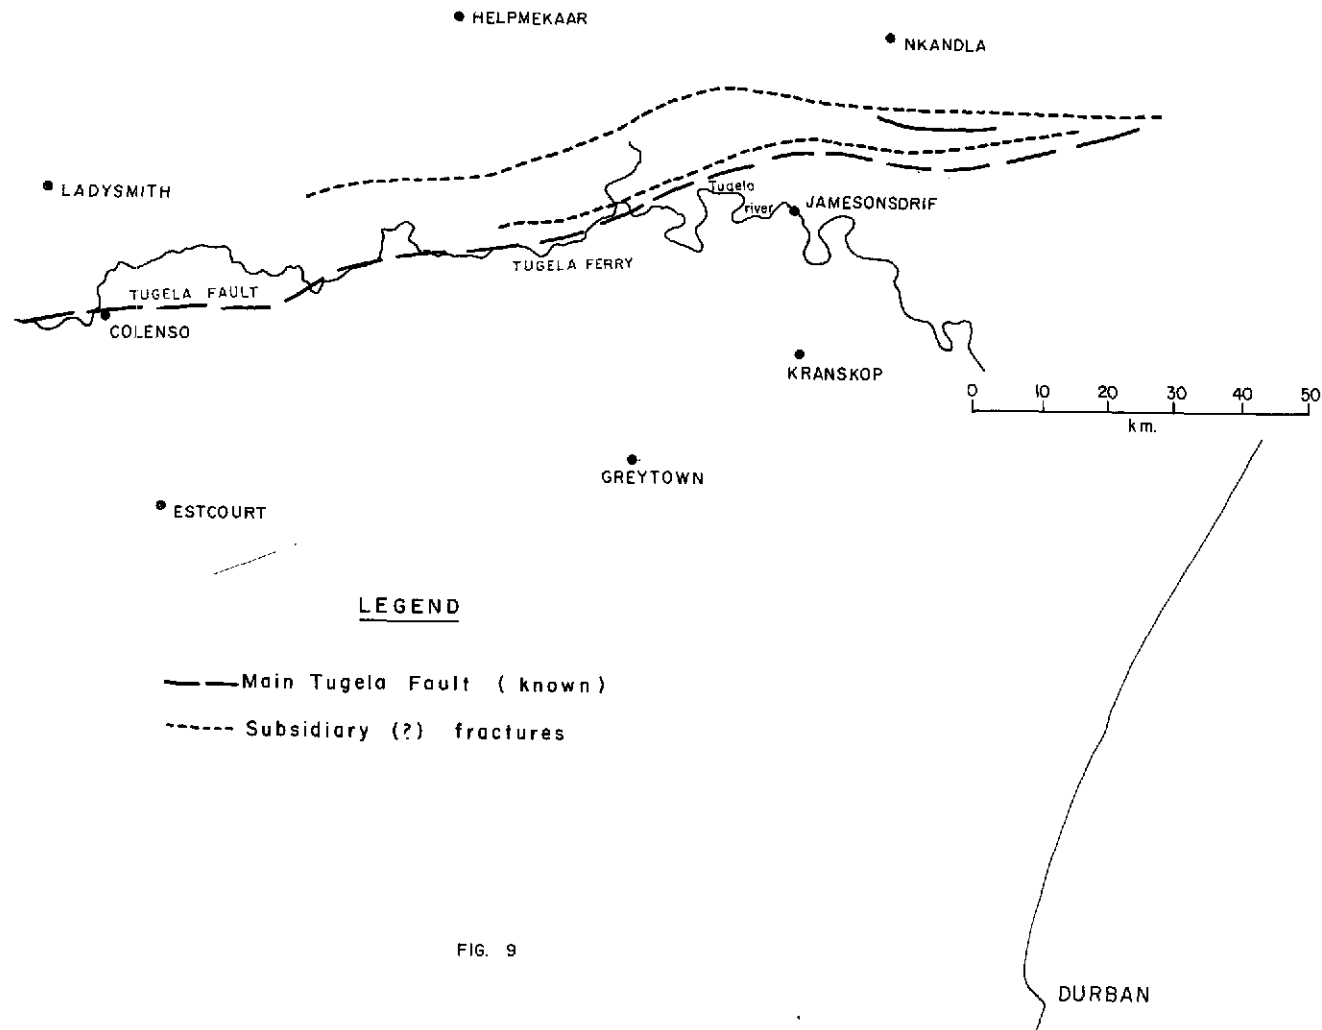 HELPMEKAAR
NKANDLA
LADYSMITH
Tugela
river
JAMESONSDRIF
TUGELA FERRY
TUGELA FAULT
COLENSO
KRANSKOP
0 10 20 30 40 50
km.
GREYTOWN
ESTCOURT
LEGEND
Main Tugela Fault ( known )
Subsidiary (?) fractures
FIG. 9
DURBAN